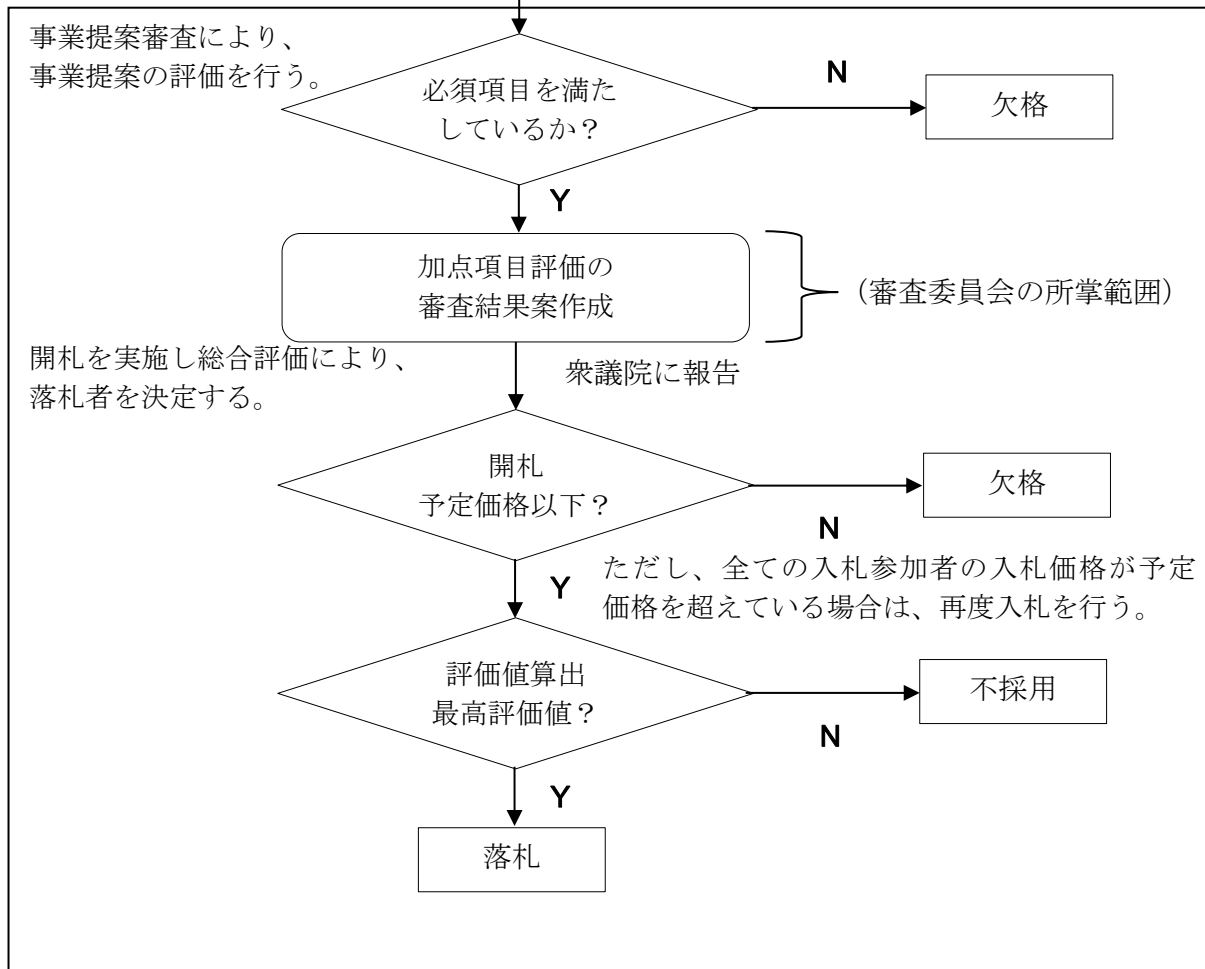 事業提案審査により、
事業提案の評価を行う。
必須項目を満た
しているか？
N
欠格
Y
加点項目評価の
審査結果案作成
（審査委員会の所掌範囲）
開札を実施し総合評価により、
落札者を決定する。
衆議院に報告
開札
予定価格以下？
欠格
N
Y
ただし、全ての入札参加者の入札価格が予定
価格を超えている場合は、再度入札を行う。
評価値算出
最高評価値？
不採用
N
Y
落札